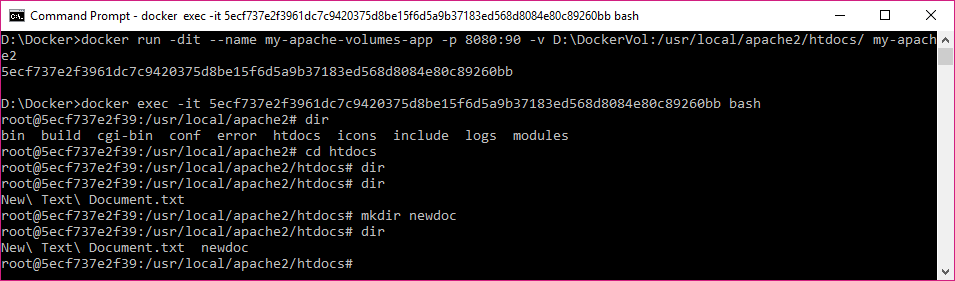 Command Prompt - docker exec -it 5ecf737e2f3961dc7c9420375d8be15f6d5a9b37183ed568d8084e80c89260bb bash
D:\Docker>docker run -dit --name my-apache-volumes-app -p 8080:90 -v D:\DockerVol:/usr/local/apache2/htdocs/ my-apach
e2
5ecf737e2f3961dc7c9420375d8be15f6d5a9b37183ed568d8084e80c89260bb
D:\Docker>docker exec -it 5ecf737e2f3961dc7c9420375d8be15f6d5a9b37183ed568d8084e80c89260bb bash
root@5ecf737e2f39:/usr/local/apache2# dir
bin  build  cgi-bin  conf  error  htdocs  icons  include  logs  modules
root@5ecf737e2f39:/usr/local/apache2# cd htdocs
root@5ecf737e2f39:/usr/local/apache2/htdocs# dir
root@5ecf737e2f39:/usr/local/apache2/htdocs# dir
New\ Text\ Document.txt
root@5ecf737e2f39:/usr/local/apache2/htdocs# mkdir newdoc
root@5ecf737e2f39:/usr/local/apache2/htdocs# dir
New\ Text\ Document.txt  newdoc
root@5ecf737e2f39:/usr/local/apache2/htdocs#